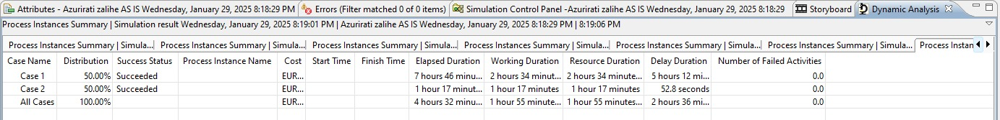 Attributes - Azurirati zalihe AS IS Wednesday, January 29, 2025 8:18:29 PM Errors (Filter matched 0 of 0 items) Simulation Control Panel -Azurirati zalihe AS IS Wednesday, January 29, 2025 8:18:29 Storyboard Dynamic Analysis
Process Instances Summary | Simulation result Wednesday, January 29, 2025 8:19:01 PM | Azurirati zalihe AS IS Wednesday, January 29, 2025 8:18:29 PM | 8:19:06 PM
Process Instances Summary | Simula... Process Instances Summary | Simula... Process Instances Summary | Simula... Process Instances Summary | Simula... Process Instances Summary | Simula... Process Instan
Case Name Distribution Success Status Process Instance Name Cost Start Time Finish Time Elapsed Duration Working Duration Resource Duration Delay Duration Number of Failed Activities
Case 1 50.00% Succeeded EUR... 7 hours 46 minu... 2 hours 34 minut... 2 hours 34 minute... 5 hours 12 mi... 0.0
Case 2 50.00% Succeeded EUR... 1 hour 17 minut... 1 hour 17 minutes 1 hour 17 minutes 52.8 seconds 0.0
All Cases 100.00% EUR... 4 hours 32 minu... 1 hour 55 minute... 1 hour 55 minutes... 2 hours 36 mi... 0.0